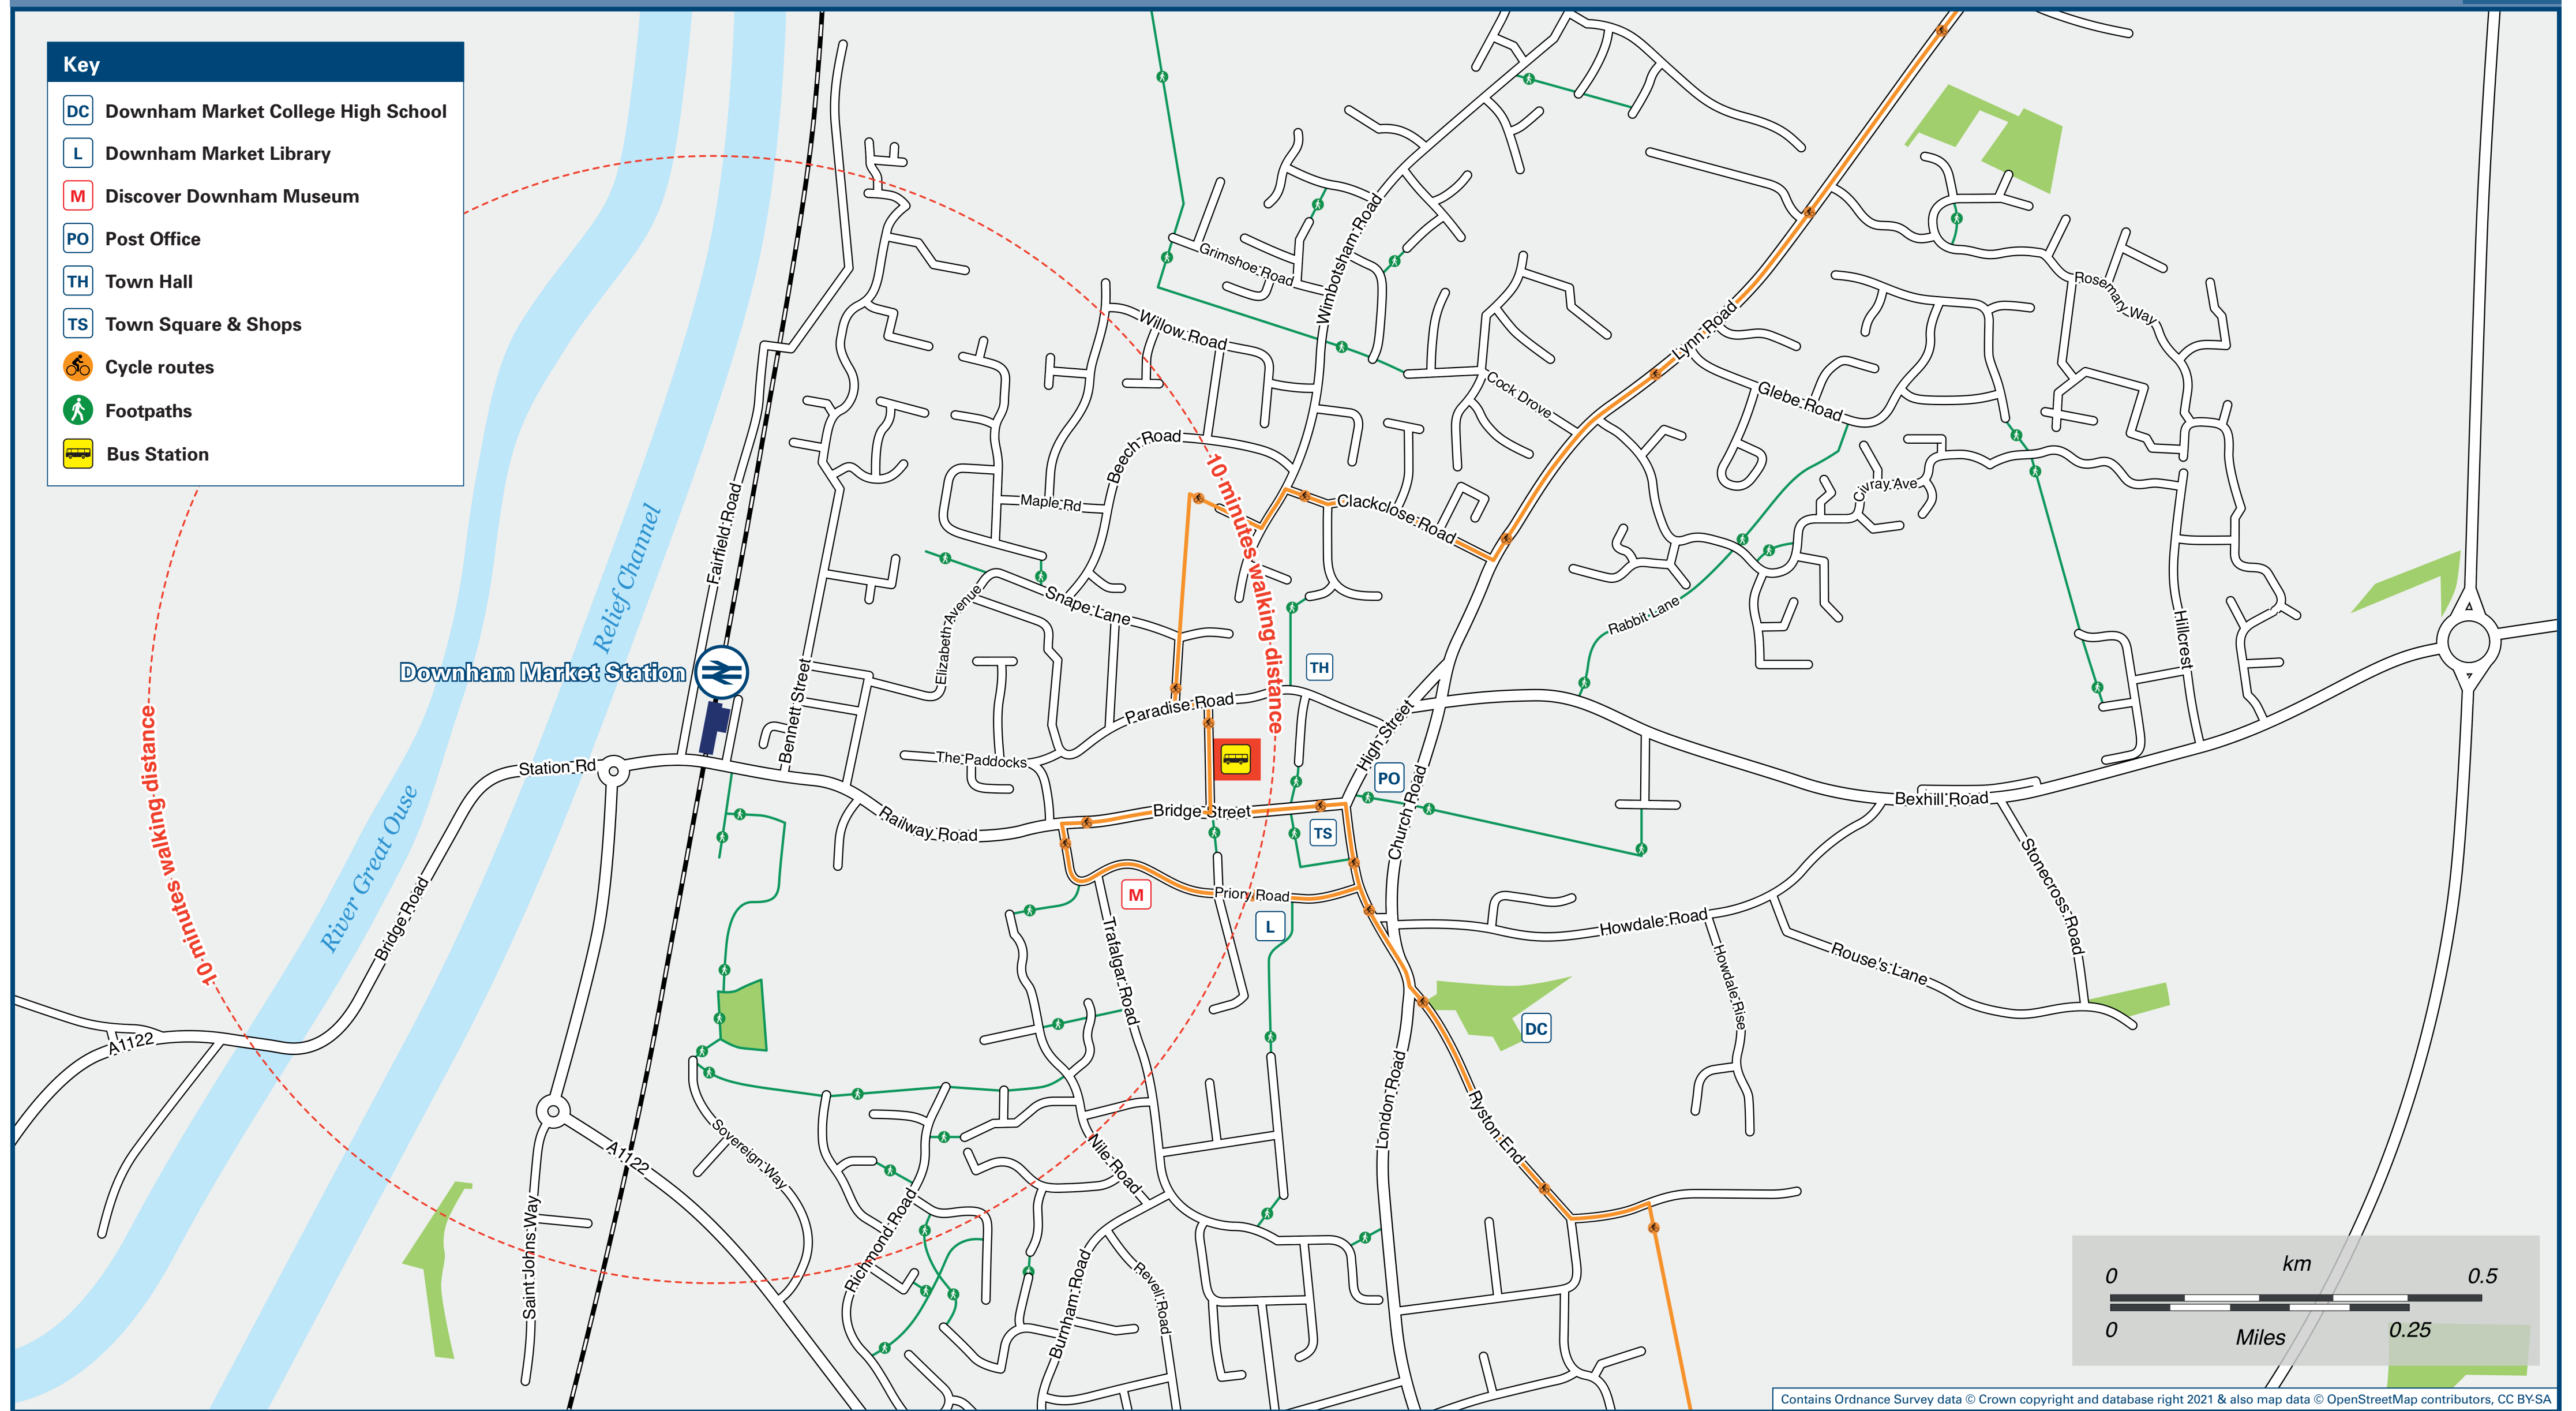 Key
DC Downham Market College High School
L Downham Market Library
M Discover Downham Museum
PO Post Office
TH Town Hall
TS Town Square & Shops
Cycle routes
Footpaths
Bus Station
Grimshoe Road
Wimbotsham Road
Rosemary Way
Willow Road
Lynn Road
Cock Drove
Glebe Road
Beech Road
10 minutes walking distance
Civray Ave
Maple Rd
Clackclose Road
Fairfield Road
Relief Channel
Snape Lane
Elizabeth Avenue
Rabbit Lane
Hillcrest
TH
Downham Market Station
Bennett Street
Paradise Road
High Street
10 minutes walking distance
The Paddocks
Station Rd
PO
Bexhill Road
Bridge Street
Railway Road
TS
Church Road
River Great Ouse
Stonecross Road
M
Priory Road
L
Bridge Road
Trafalgar Road
Howdale Road
Rouse's Lane
Howdale Rise
DC
A1122
London Road
Ryston End
Sovereign Way
Nile Road
A1122
Saint Johns Way
Richmond Road
Burnham Road
Revell Road
km
0 0.5
0 0.25
Miles
Contains Ordnance Survey data © Crown copyright and database right 2021 & also map data © OpenStreetMap contributors, CC BY-SA